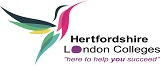 Hertfordshire
London Colleges
"here to help you succeed"